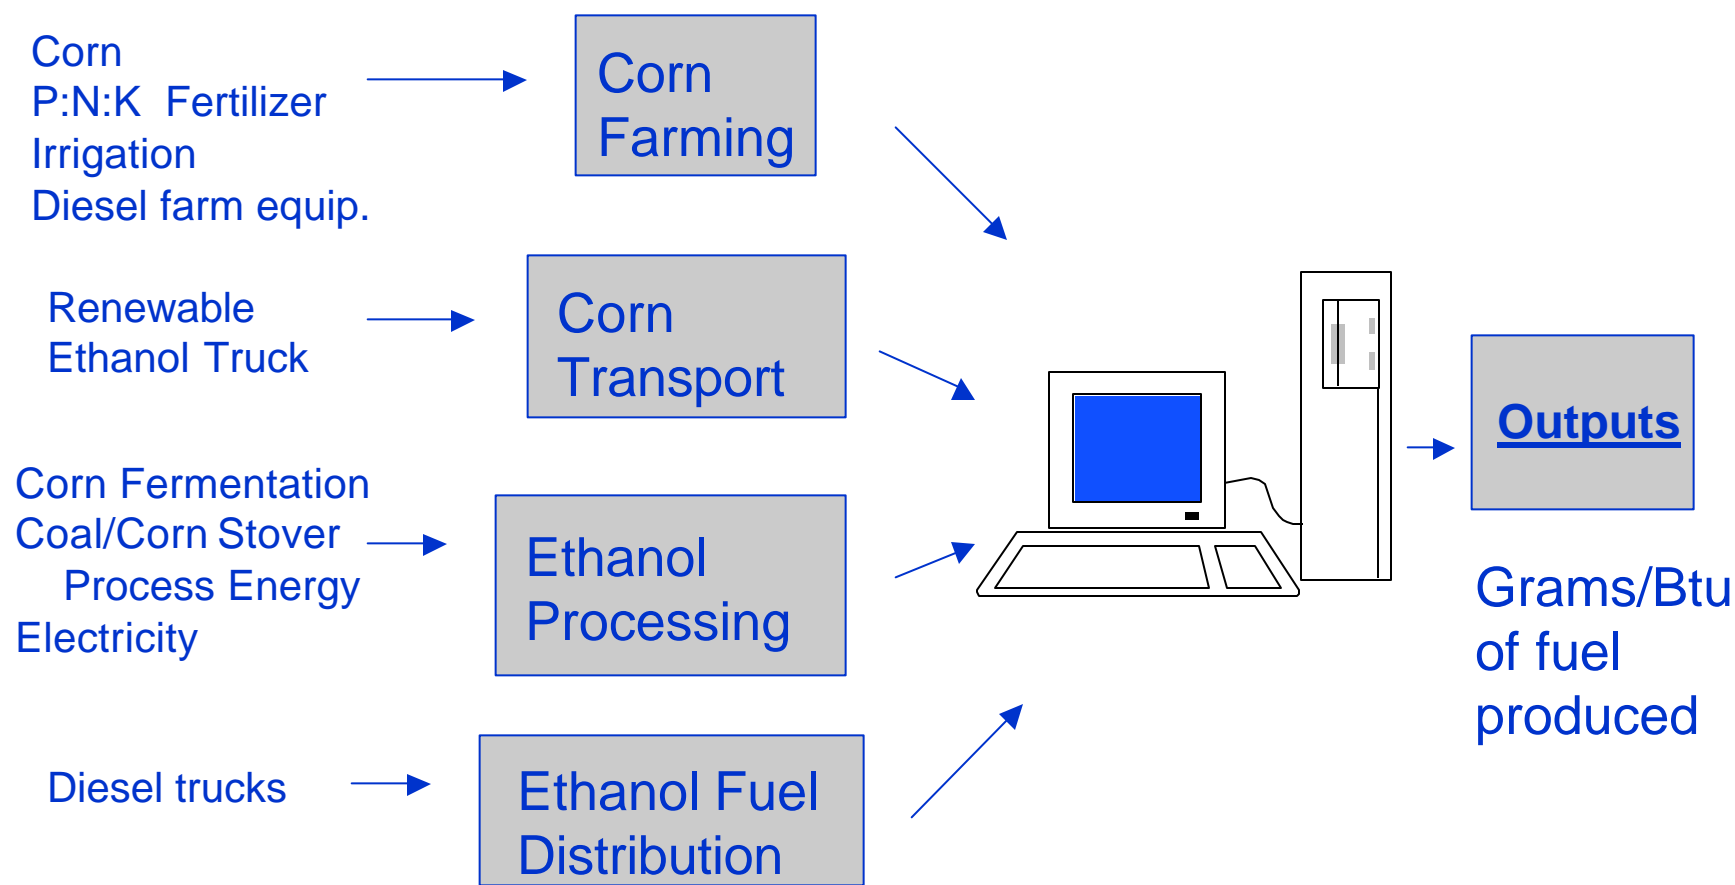 Corn
P:N:K Fertilizer
Irrigation
Diesel farm equip.
Corn
Farming
Renewable
Ethanol Truck
Corn
Transport
Corn Fermentation
Coal/Corn Stover
Process Energy
Electricity
Ethanol
Processing
Diesel trucks
Ethanol Fuel
Distribution
Outputs
Grams/Btu
of fuel
produced